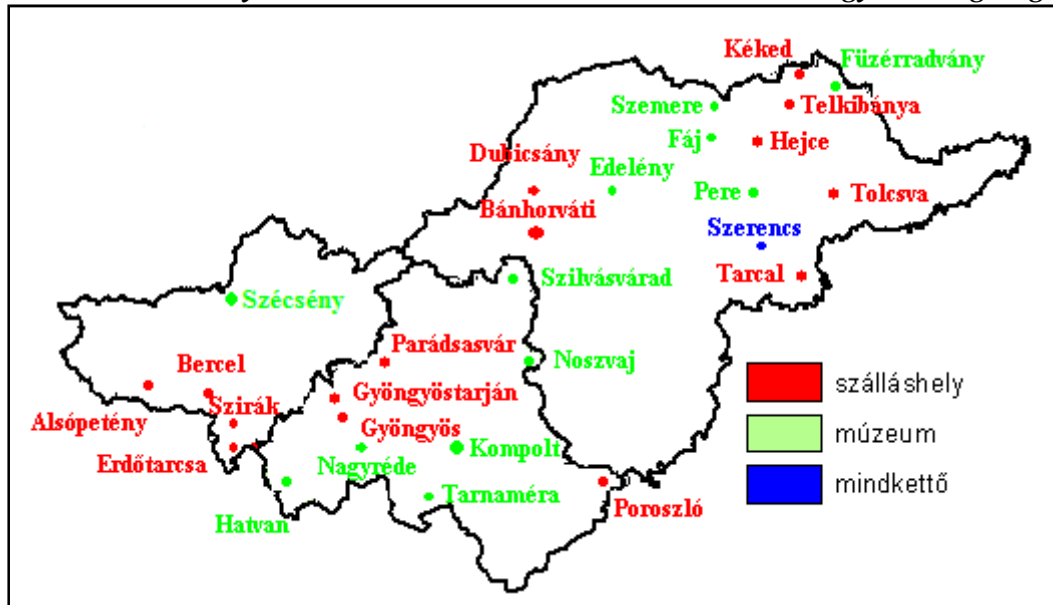 Kéked
Füzérradvány
Szemere
Telkibánya
Fáj
Hejce
Dubicsány
Edelény
Pere
Tolcsva
Bánhorváti
Szerencs
Tarcal
Szilvásvárad
Szécsény
Parádsasvár
Noszvaj
Bercel
Gyöngyöstarján
szálláshely
Szirák
Alsópetény
Gyöngyös
múzeum
Kompolt
Erdőtarcsa
Nagyréde
mindkettő
Tarnaméra
Poroszló
Hatvan